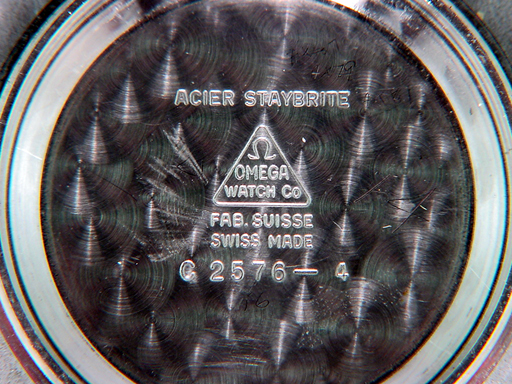 ACIER STAYBRITE
Ω
OMEGA
WATCH Co
FAB. SUISSE
SWISS MADE
C 2576 — 4